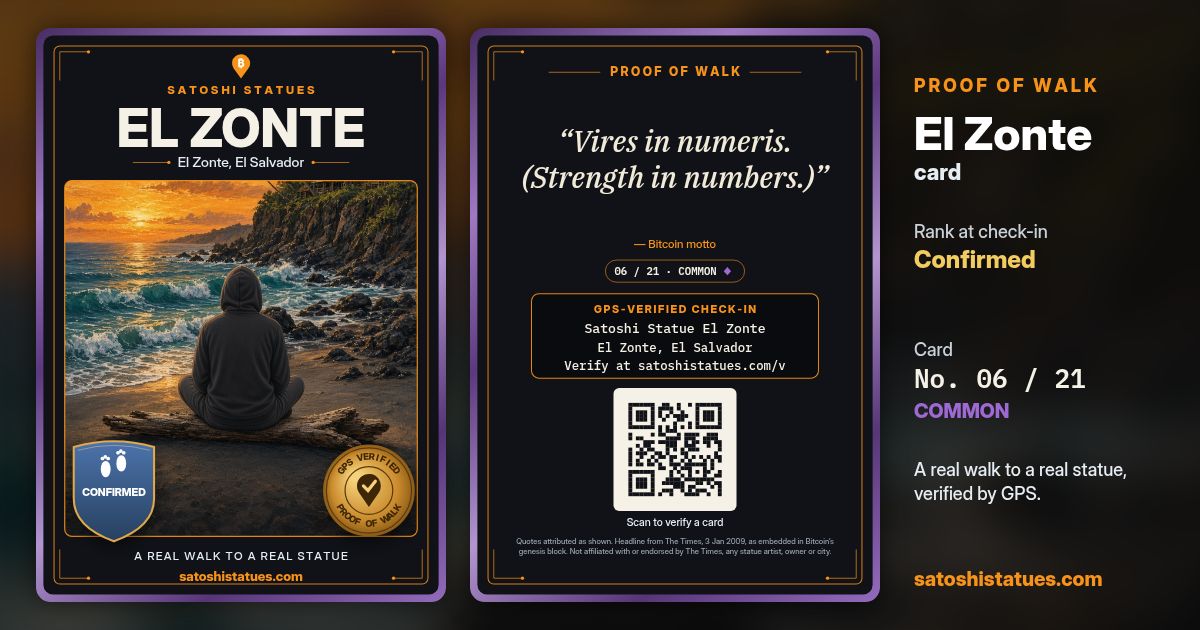 SATOSHI STATUES
EL ZONTE
El Zonte, El Salvador
CONFIRMED
GPS VERIFIED
PROOF OF WALK
A REAL WALK TO A REAL STATUE
satoshistatues.com
PROOF OF WALK
“Vires in numeris.
(Strength in numbers.)”
— Bitcoin motto
06 / 21 · COMMON ♦
GPS-VERIFIED CHECK-IN
Satoshi Statue El Zonte
El Zonte, El Salvador
Verify at satoshistatues.com/v
Scan to verify a card
Quotes attributed as shown. Headline from The Times, 3 Jan 2009, as embedded in Bitcoin's
genesis block. Not affiliated with or endorsed by The Times, any statue artist, owner or city.
PROOF OF WALK
El Zonte
card
Rank at check-in
Confirmed
Card
No. 06 / 21
COMMON
A real walk to a real statue,
verified by GPS.
satoshistatues.com